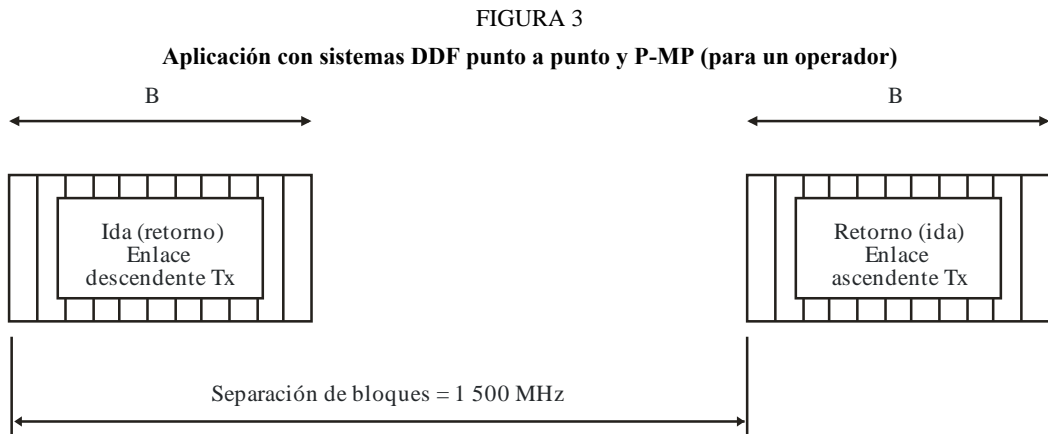 FIGURA 3
Aplicación con sistemas DDF punto a punto y P-MP (para un operador)
B
B
Ida (retorno)
Enlace
descendente Tx
Retorno (ida)
Enlace
ascendente Tx
Separación de bloques = 1 500 MHz